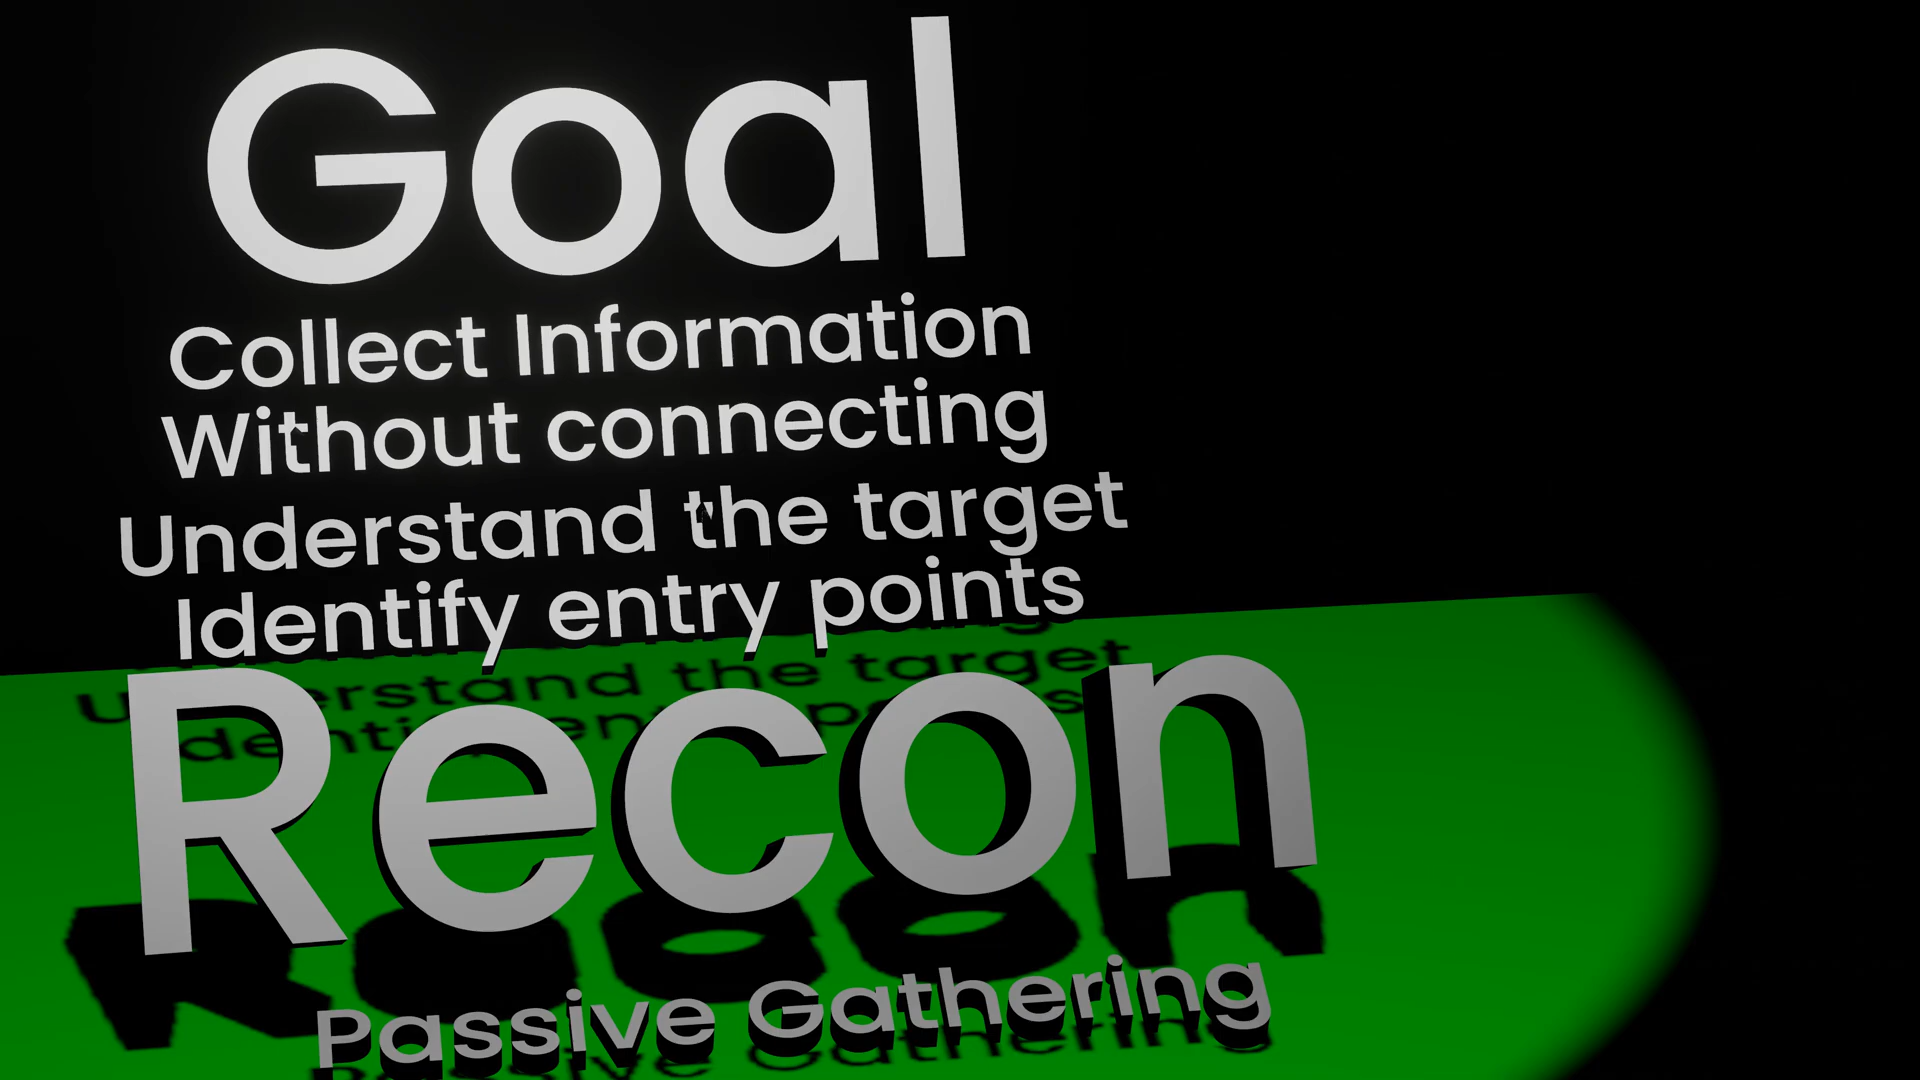 Goal
Collect Information
Without connecting
Understand the target
Identify entry points
Recon
Passive Gathering